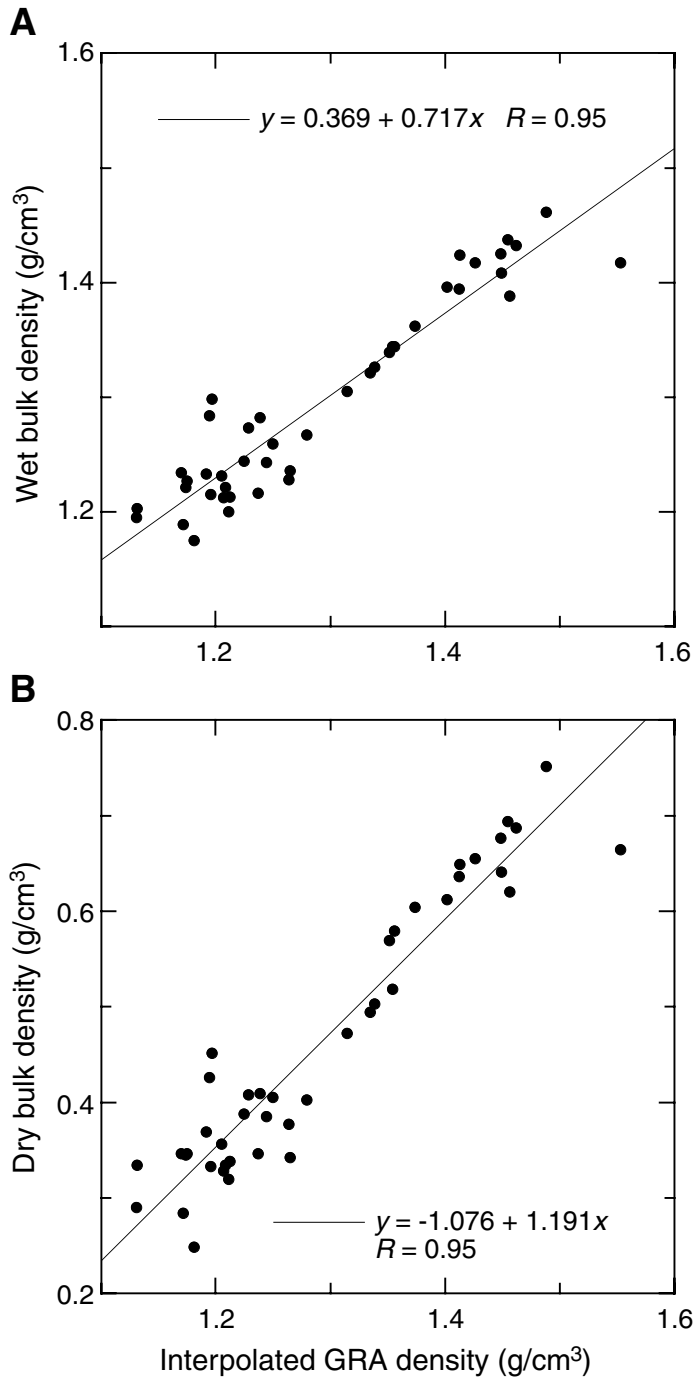 A
1.6
y = 0.369 + 0.717x R = 0.95
1.4
1.2
Wet bulk density (g/cm³)
1.2 1.4 1.6
B
0.8
0.6
0.4
0.2
Dry bulk density (g/cm³)
y = -1.076 + 1.191x
R = 0.95
1.2 1.4 1.6
Interpolated GRA density (g/cm³)